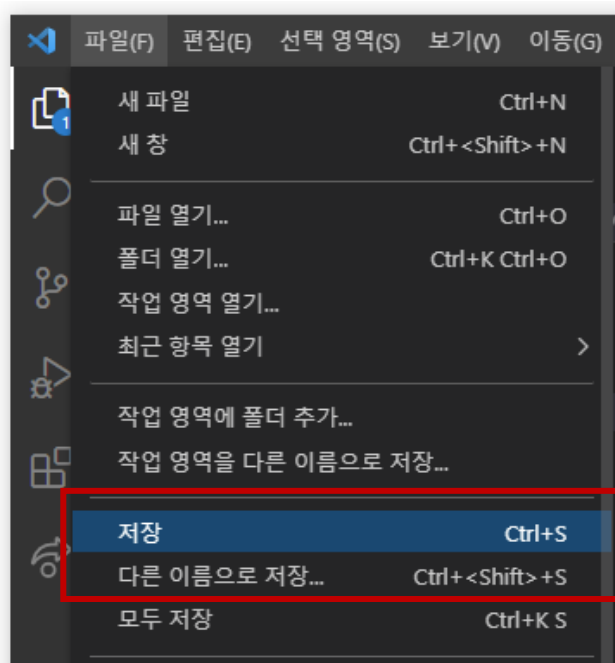 파일(F) 편집(E) 선택 영역(S) 보기(V) 이동(G)
1
새 파일 Ctrl+N
새 창 Ctrl+<Shift>+N
파일 열기... Ctrl+O
폴더 열기... Ctrl+K Ctrl+O
작업 영역 열기...
최근 항목 열기
작업 영역에 폴더 추가...
작업 영역을 다른 이름으로 저장...
저장 Ctrl+S
다른 이름으로 저장... Ctrl+<Shift>+S
모두 저장 Ctrl+K S